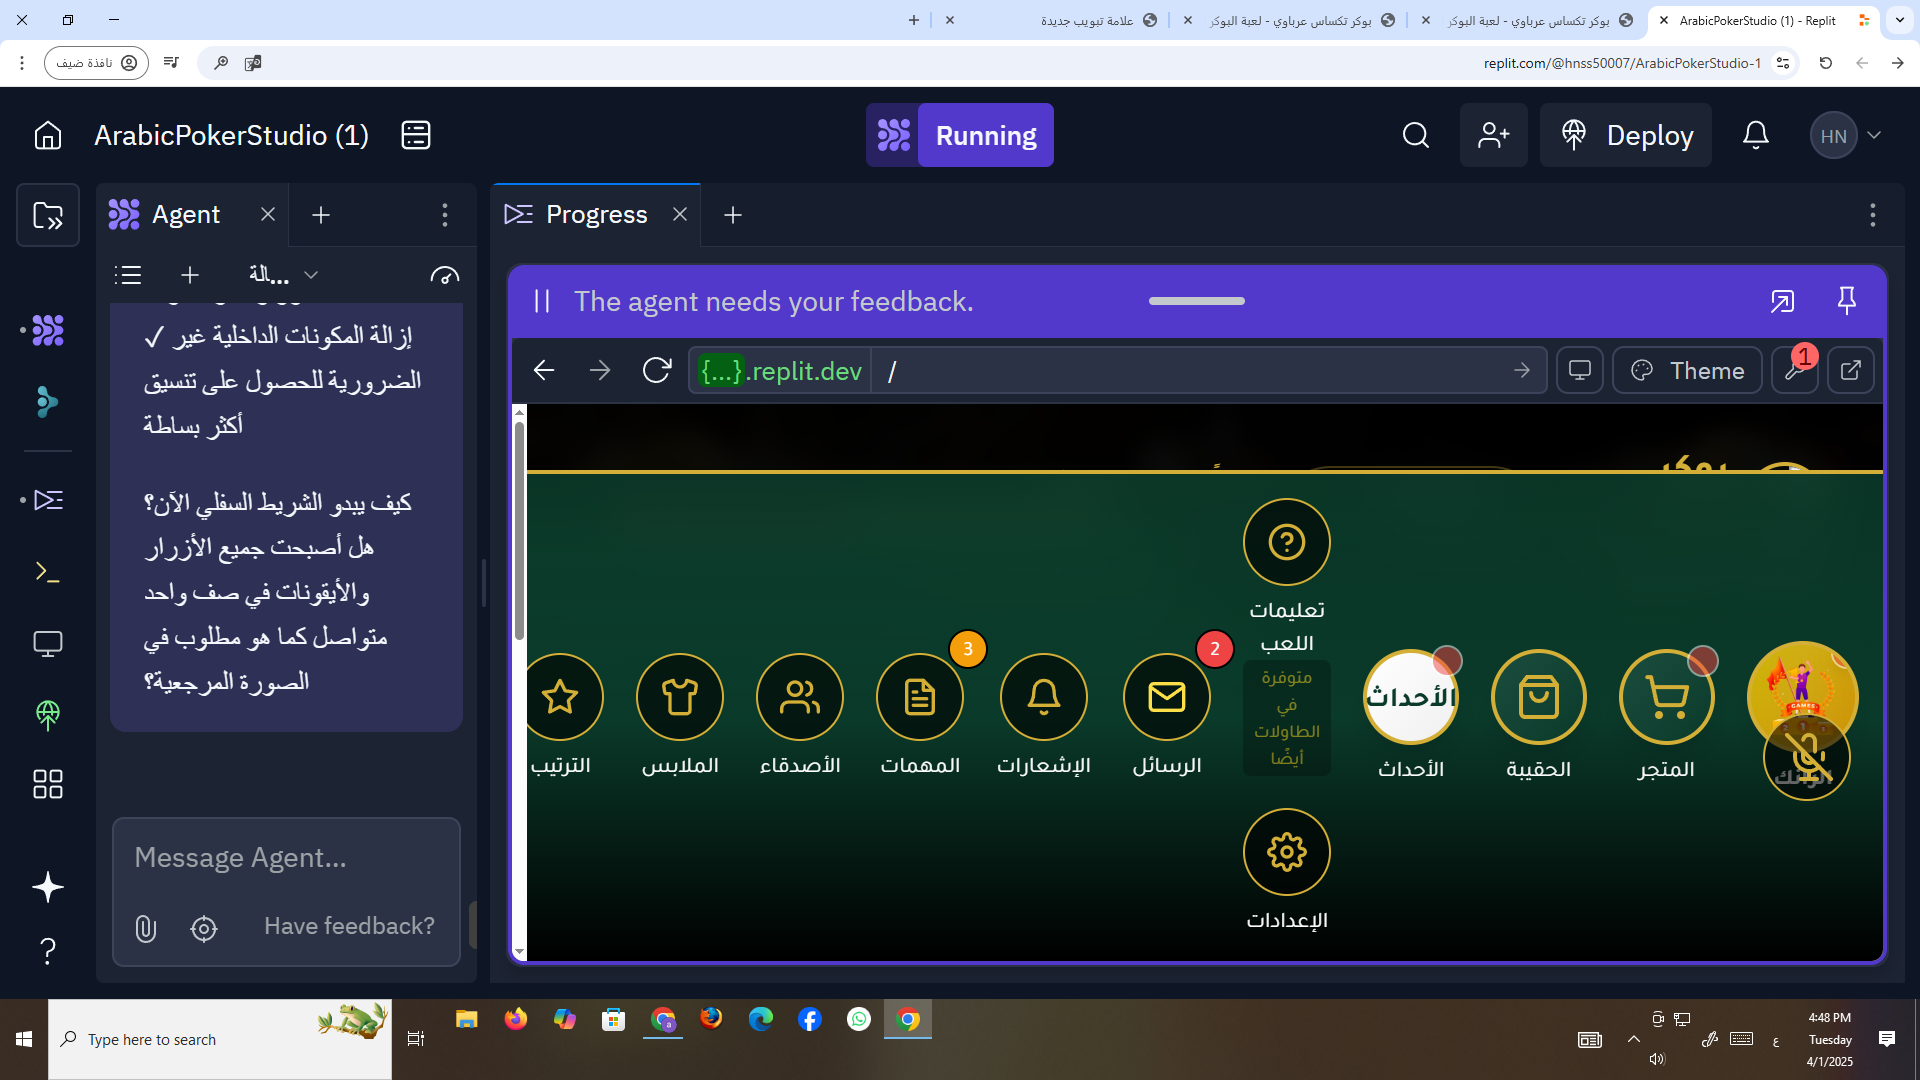 علامة تبويب جديدة
بوكر تكساس عرباوي - لعبة البوكر
بوكر تكساس عرباوي - لعبة البوكر
ArabicPokerStudio (1) - Replit
نافذة ضيف
replit.com/@hnss50007/ArabicPokerStudio-1
ArabicPokerStudio (1)
Running
Deploy
HN
Agent
Progress
...الة
The agent needs your feedback.
{...}.replit.dev
/
Theme
1
✓ إزالة المكونات الداخلية غير
الضرورية للحصول على تنسيق
أكثر بساطة
كيف يبدو الشريط السفلي الآن؟
هل أصبحت جميع الأزرار
والأيقونات في صف واحد
متواصل كما هو مطلوب في
الصورة المرجعية؟
Message Agent...
Have feedback?
تعليمات
اللعب
متوفرة
في
الطاولات
أيضًا
الإعدادات
الأحداث
الأحداث
الحقيبة
المتجر
GAMES
2
الرسائل
الإشعارات
3
المهمات
الأصدقاء
الملابس
الترتيب
Type here to search
ع
4:48 PM
Tuesday
4/1/2025